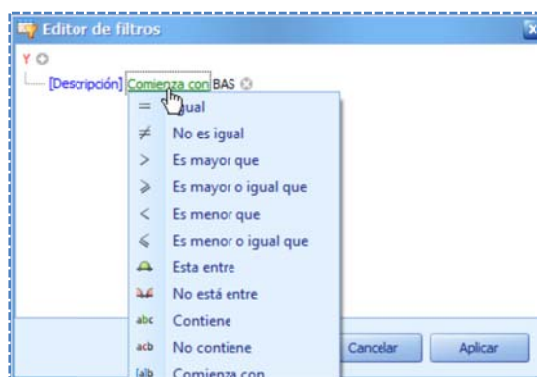 Editor de filtros
Y
[Descripción] Comienza con BAS
= Igual
≠ No es igual
> Es mayor que
⩾ Es mayor o igual que
< Es menor que
⩽ Es menor o igual que
Esta entre
No está entre
abc Contiene
acb No contiene
[a]b Comienza con
Cancelar
Aplicar